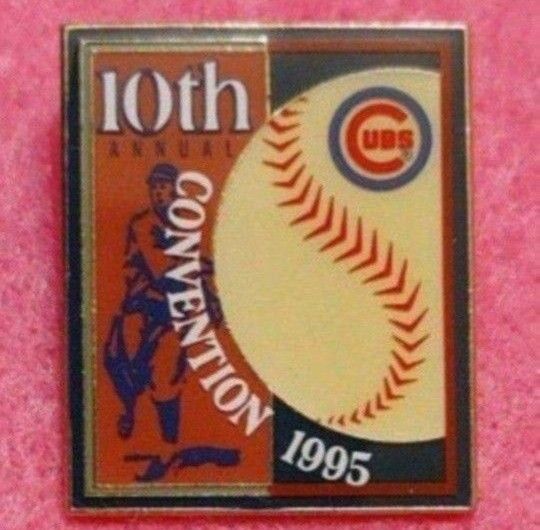 10th
ANNUAL
CONVENTION
1995
CUBS
®